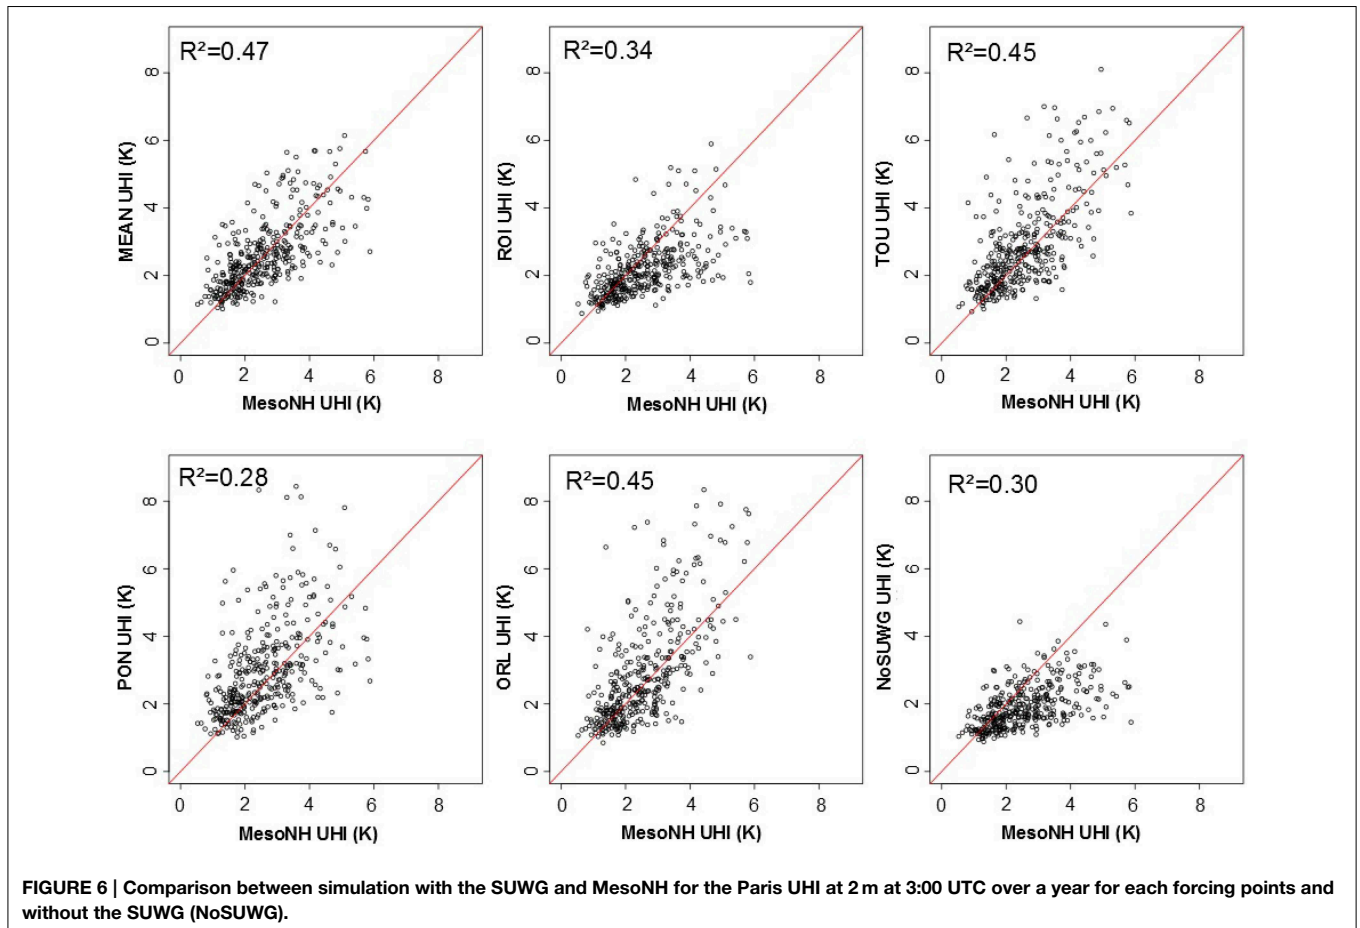 R²=0.47
MEAN UHI (K)
8
6
4
2
0
0 2 4 6 8
MesoNH UHI (K)
R²=0.34
ROI UHI (K)
8
6
4
2
0
0 2 4 6 8
MesoNH UHI (K)
R²=0.45
TOU UHI (K)
8
6
4
2
0
0 2 4 6 8
MesoNH UHI (K)
R²=0.28
PON UHI (K)
8
6
4
2
0
0 2 4 6 8
MesoNH UHI (K)
R²=0.45
ORL UHI (K)
8
6
4
2
0
0 2 4 6 8
MesoNH UHI (K)
R²=0.30
NoSUWG UHI (K)
8
6
4
2
0
0 2 4 6 8
MesoNH UHI (K)
FIGURE 6 | Comparison between simulation with the SUWG and MesoNH for the Paris UHI at 2 m at 3:00 UTC over a year for each forcing points and
without the SUWG (NoSUWG).